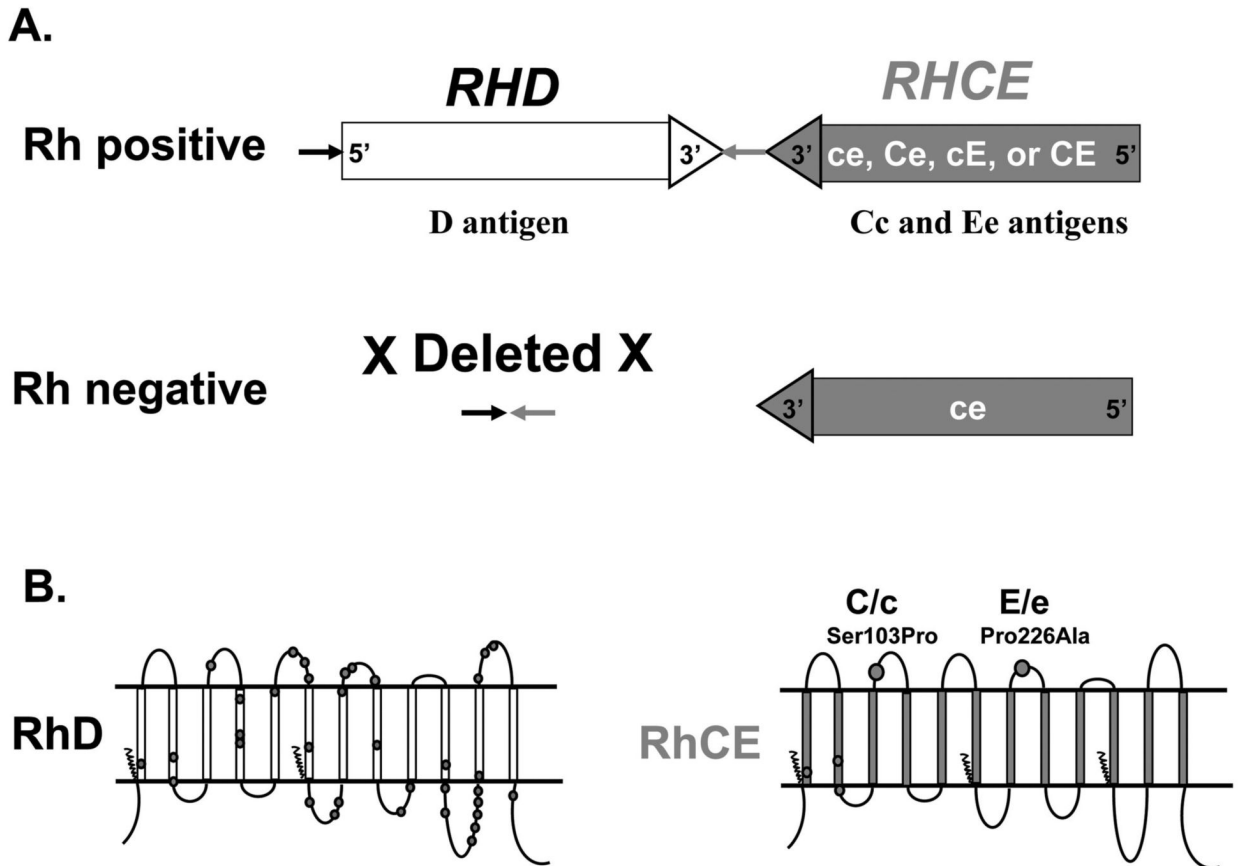 A.
RHD RHCE
Rh positive 5’ 3’ 3’ ce, Ce, cE, or CE 5’
D antigen Cc and Ee antigens
X Deleted X
Rh negative 3’ ce 5’
B.
C/c E/e
Ser103Pro Pro226Ala
RhD RhCE